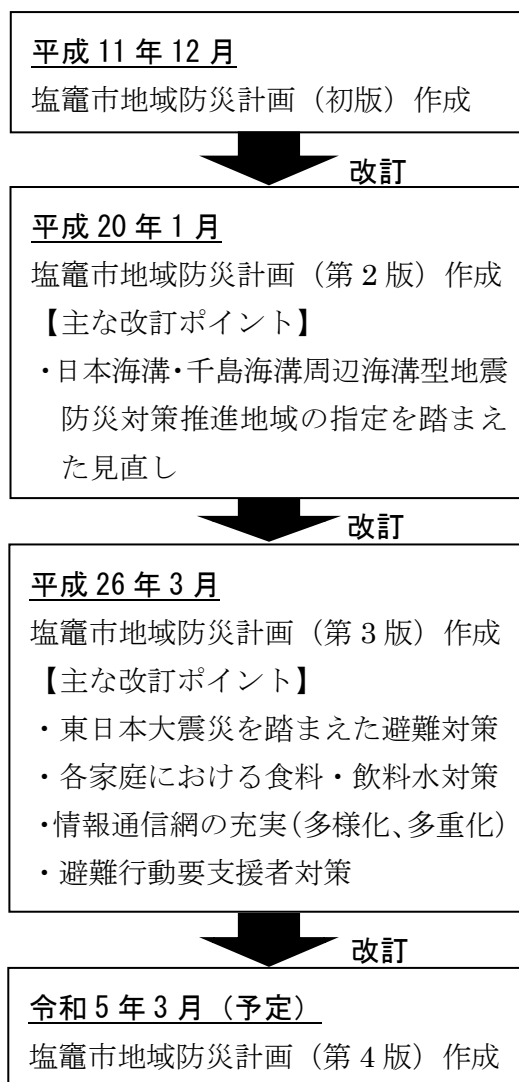 平成 11 年 12 月
塩竈市地域防災計画（初版）作成
改訂
平成 20 年 1 月
塩竈市地域防災計画（第 2 版）作成
【主な改訂ポイント】
・日本海溝・千島海溝周辺海溝型地震
防災対策推進地域の指定を踏まえ
た見直し
改訂
平成 26 年 3 月
塩竈市地域防災計画（第 3 版）作成
【主な改訂ポイント】
・東日本大震災を踏まえた避難対策
・各家庭における食料・飲料水対策
・情報通信網の充実（多様化、多重化）
・避難行動要支援者対策
改訂
令和 5 年 3 月（予定）
塩竈市地域防災計画（第 4 版）作成